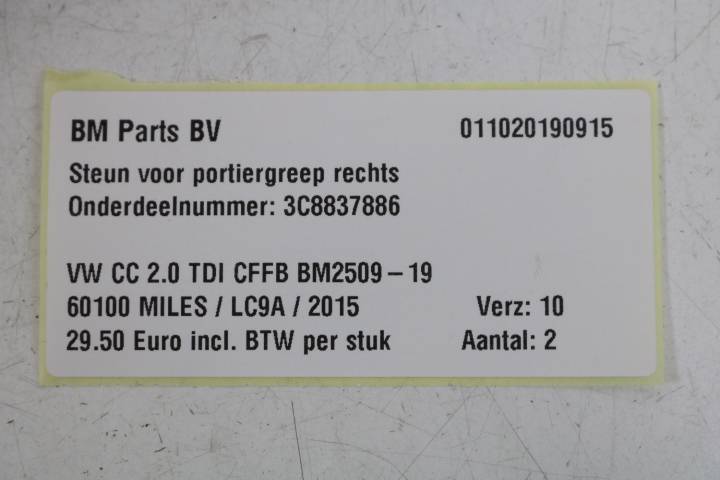 BM Parts BV 011020190915
Steun voor portiergreep rechts
Onderdeelnummer: 3C8837886
VW CC 2.0 TDI CFFB BM2509 – 19
60100 MILES / LC9A / 2015 Verz: 10
29.50 Euro incl. BTW per stuk Aantal: 2